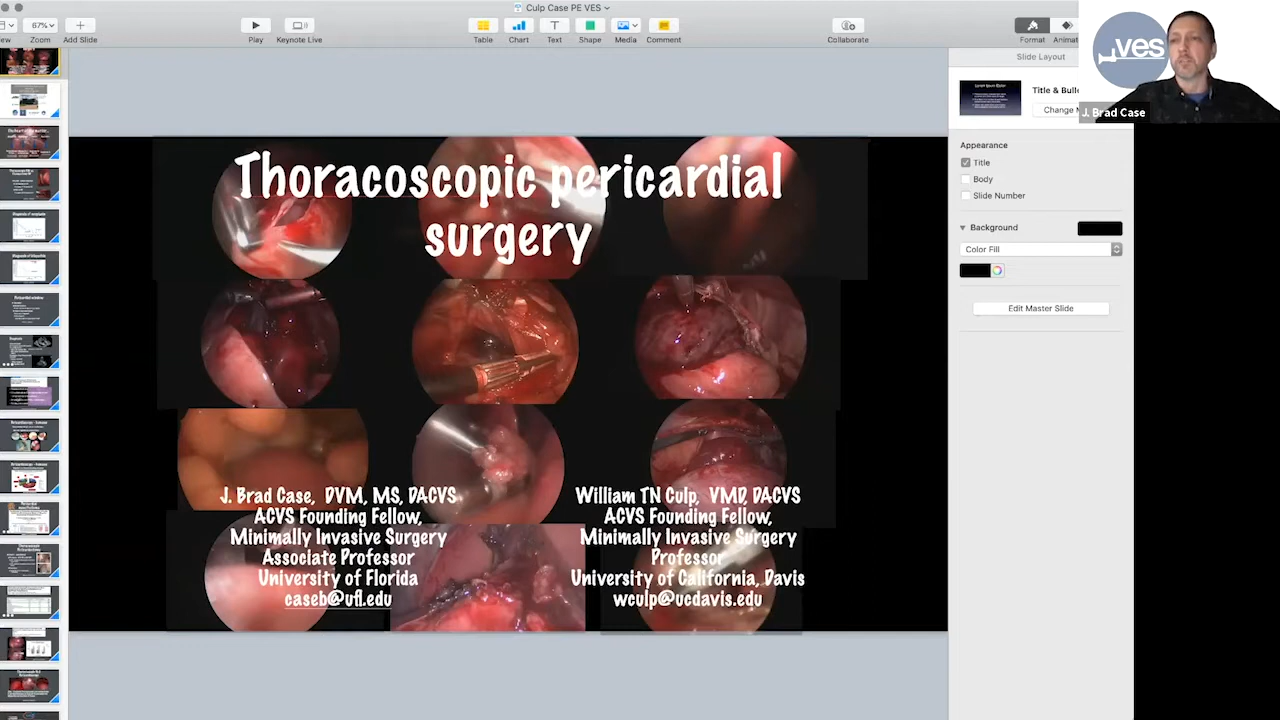 Culp Case PE VES
67%
Zoom
Add Slide
Play
Keynote Live
Table
Chart
Text
Shape
Media
Comment
Collaborate
Format
Slide Layout
VES
J. Brad Case
Title & Bulle
Change M
Appearance
Title
Body
Slide Number
Background
Color Fill
Edit Master Slide
Thoracoscopic pericardial
surgery
J. Brad Case, DVM, MS, DACVS
ACVS Founding Fellow,
Minimally Invasive Surgery
Associate Professor
University of Florida
caseb@ufl.edu
William TN Culp, VMD DACVS
ACVS Founding Fellow,
Minimally Invasive Surgery
Professor
University of California, Davis
wculp@ucdavis.edu